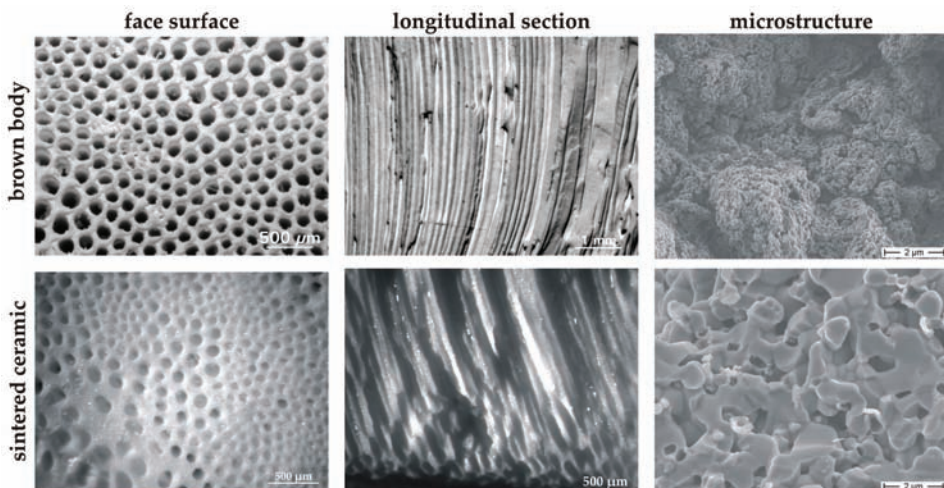 face surface
longitudinal section
microstructure
brown body
500 µm
1 mm
2 µm
sintered ceramic
500 µm
500 µm
2 µm